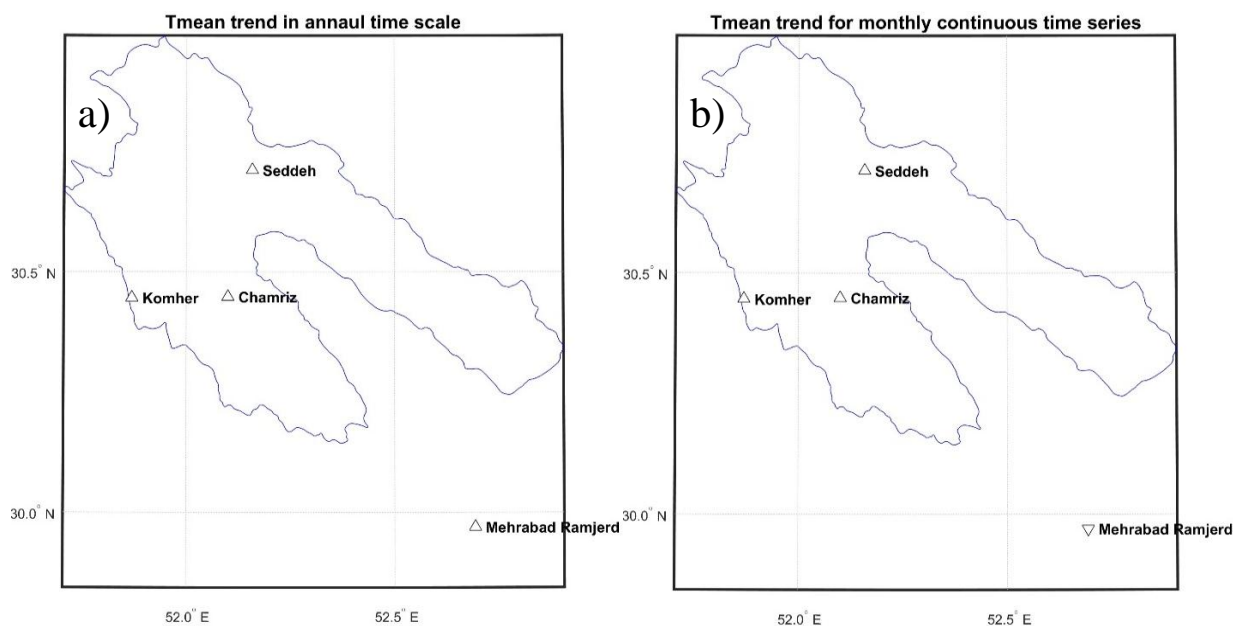 Tmean trend in annaul time scale
a)
Seddeh
30.5° N
Komher
Chamriz
30.0° N
Mehrabad Ramjerd
52.0° E
52.5° E
Tmean trend for monthly continuous time series
b)
Seddeh
30.5° N
Komher
Chamriz
30.0° N
Mehrabad Ramjerd
52.0° E
52.5° E